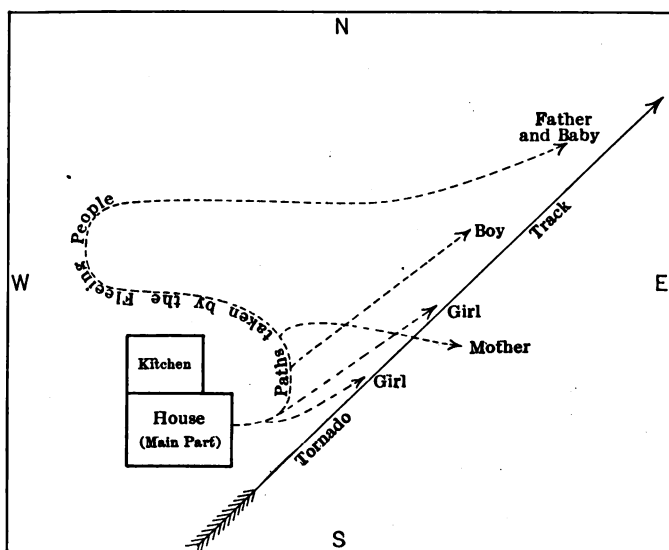 N
Father
and Baby
People
Boy
Track
W
E
Paths taken by the Fleeing
Girl
Mother
Kitchen
Girl
House
(Main Part)
Tornado
S